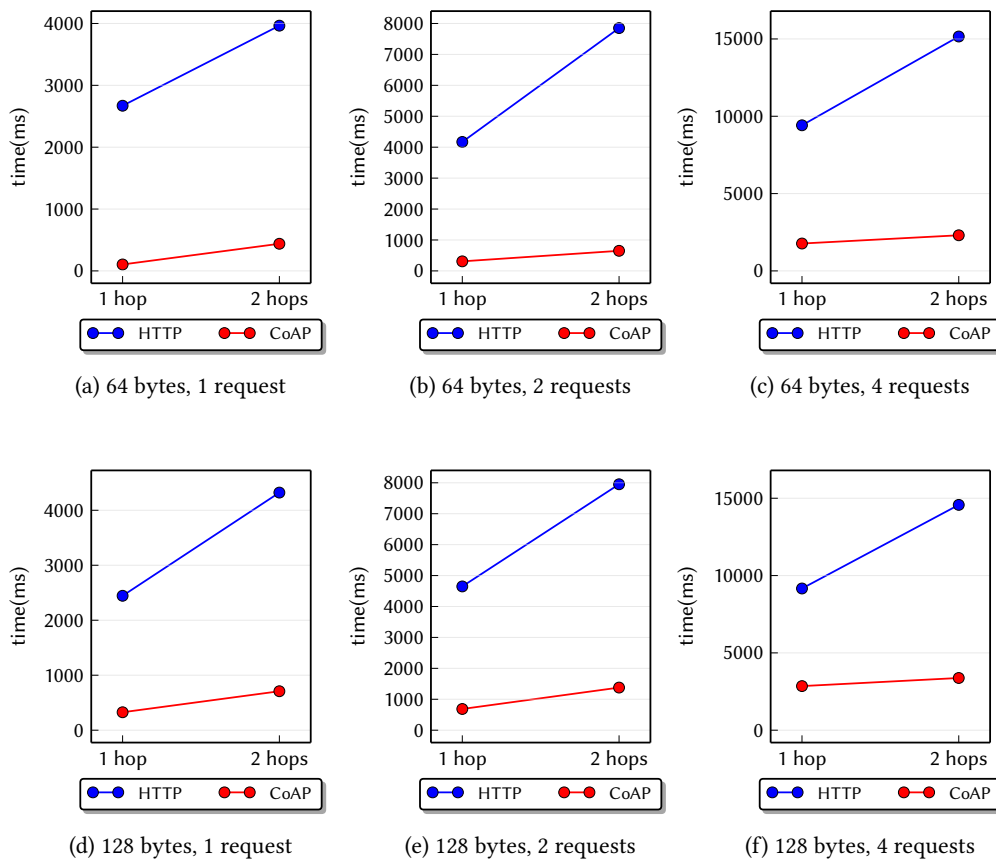 4000
3000
2000
1000
0
time(ms)
1 hop
2 hops
HTTP
CoAP
(a) 64 bytes, 1 request
8000
7000
6000
5000
4000
3000
2000
1000
0
time(ms)
1 hop
2 hops
HTTP
CoAP
(b) 64 bytes, 2 requests
15000
10000
5000
0
time(ms)
1 hop
2 hops
HTTP
CoAP
(c) 64 bytes, 4 requests
4000
3000
2000
1000
0
time(ms)
1 hop
2 hops
HTTP
CoAP
(d) 128 bytes, 1 request
8000
7000
6000
5000
4000
3000
2000
1000
0
time(ms)
1 hop
2 hops
HTTP
CoAP
(e) 128 bytes, 2 requests
15000
10000
5000
0
time(ms)
1 hop
2 hops
HTTP
CoAP
(f) 128 bytes, 4 requests